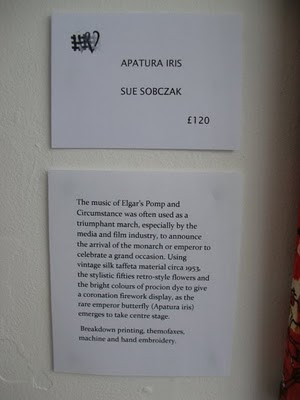 APATURA IRIS
SUE SOBCZAK
£120
The music of Elgar's Pomp and
Circumstance was often used as a
triumphant march, especially by the
media and film industry, to announce
the arrival of the monarch or emperor to
celebrate a grand occasion. Using
vintage silk taffeta material circa 1953,
the stylistic fifties retro-style flowers and
the bright colours of procion dye to give
a coronation firework display, as the
rare emperor butterfly (Apatura iris)
emerges to take centre stage.
Breakdown printing, themofaxes,
machine and hand embroidery.